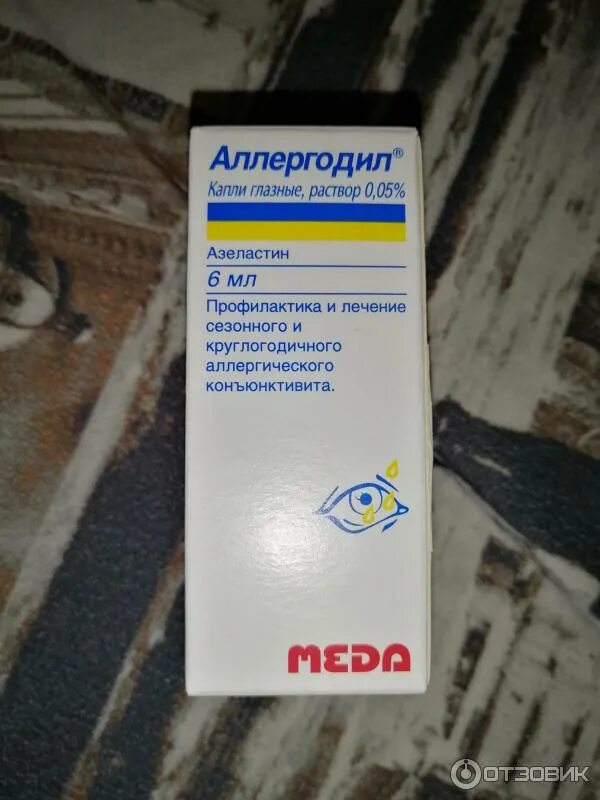 Аллергодил®
Капли глазные, раствор 0,05%
Азеластин
6 мл
Профилактика и лечение
сезонного и
круглогодичного
аллергического
конъюнктивита.
MEDA
ОТЗОВИК